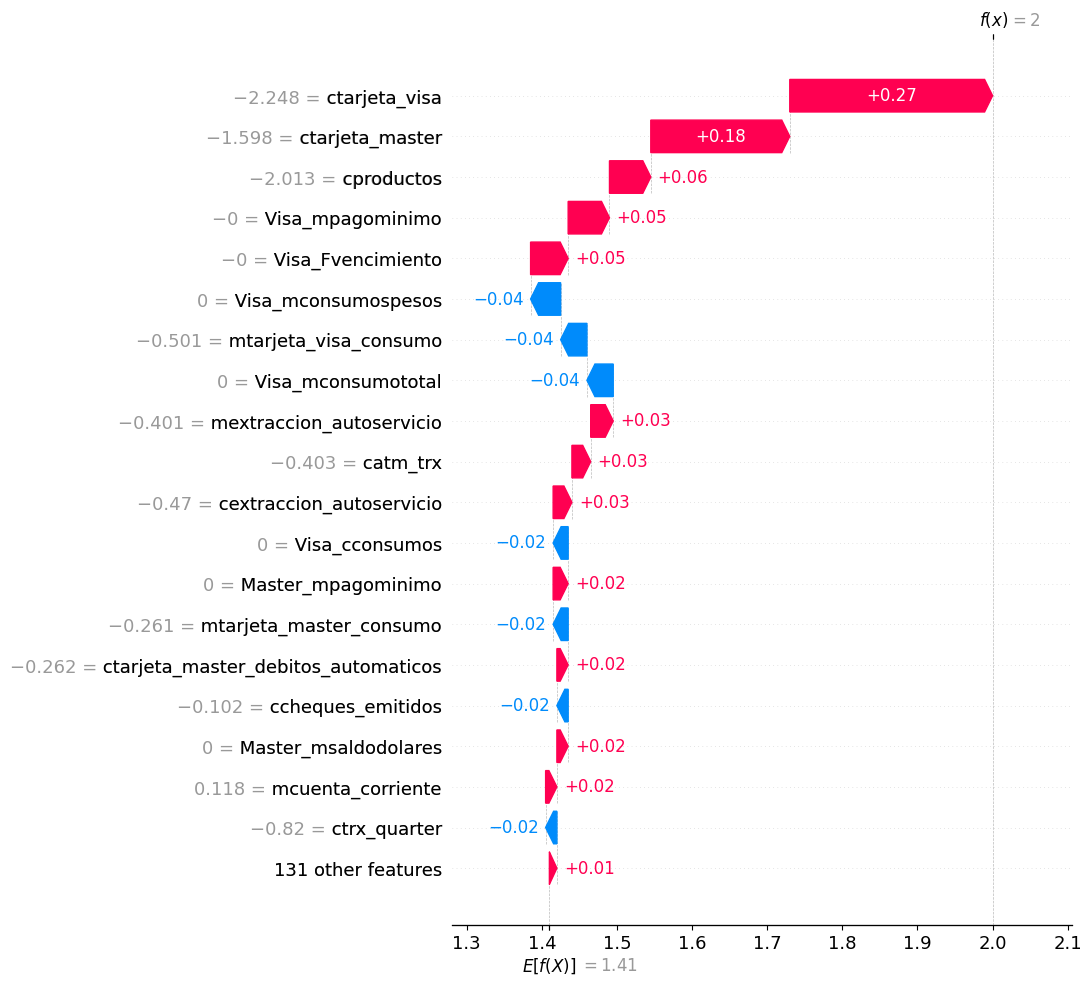 f(x) = 2
−2.248 = ctarjeta_visa +0.27
−1.598 = ctarjeta_master +0.18
−2.013 = cproductos +0.06
−0 = Visa_mpagominimo +0.05
−0 = Visa_Fvencimiento +0.05
0 = Visa_mconsumospesos −0.04
−0.501 = mtarjeta_visa_consumo −0.04
0 = Visa_mconsumototal −0.04
−0.401 = mextraccion_autoservicio +0.03
−0.403 = catm_trx +0.03
−0.47 = cextraccion_autoservicio +0.03
0 = Visa_cconsumos −0.02
0 = Master_mpagominimo +0.02
−0.261 = mtarjeta_master_consumo −0.02
−0.262 = ctarjeta_master_debitos_automaticos +0.02
−0.102 = ccheques_emitidos −0.02
0 = Master_msaldodolares +0.02
0.118 = mcuenta_corriente +0.02
−0.82 = ctrx_quarter −0.02
131 other features +0.01
1.3 1.4 1.5 1.6 1.7 1.8 1.9 2.0 2.1
E[f(X)] = 1.41